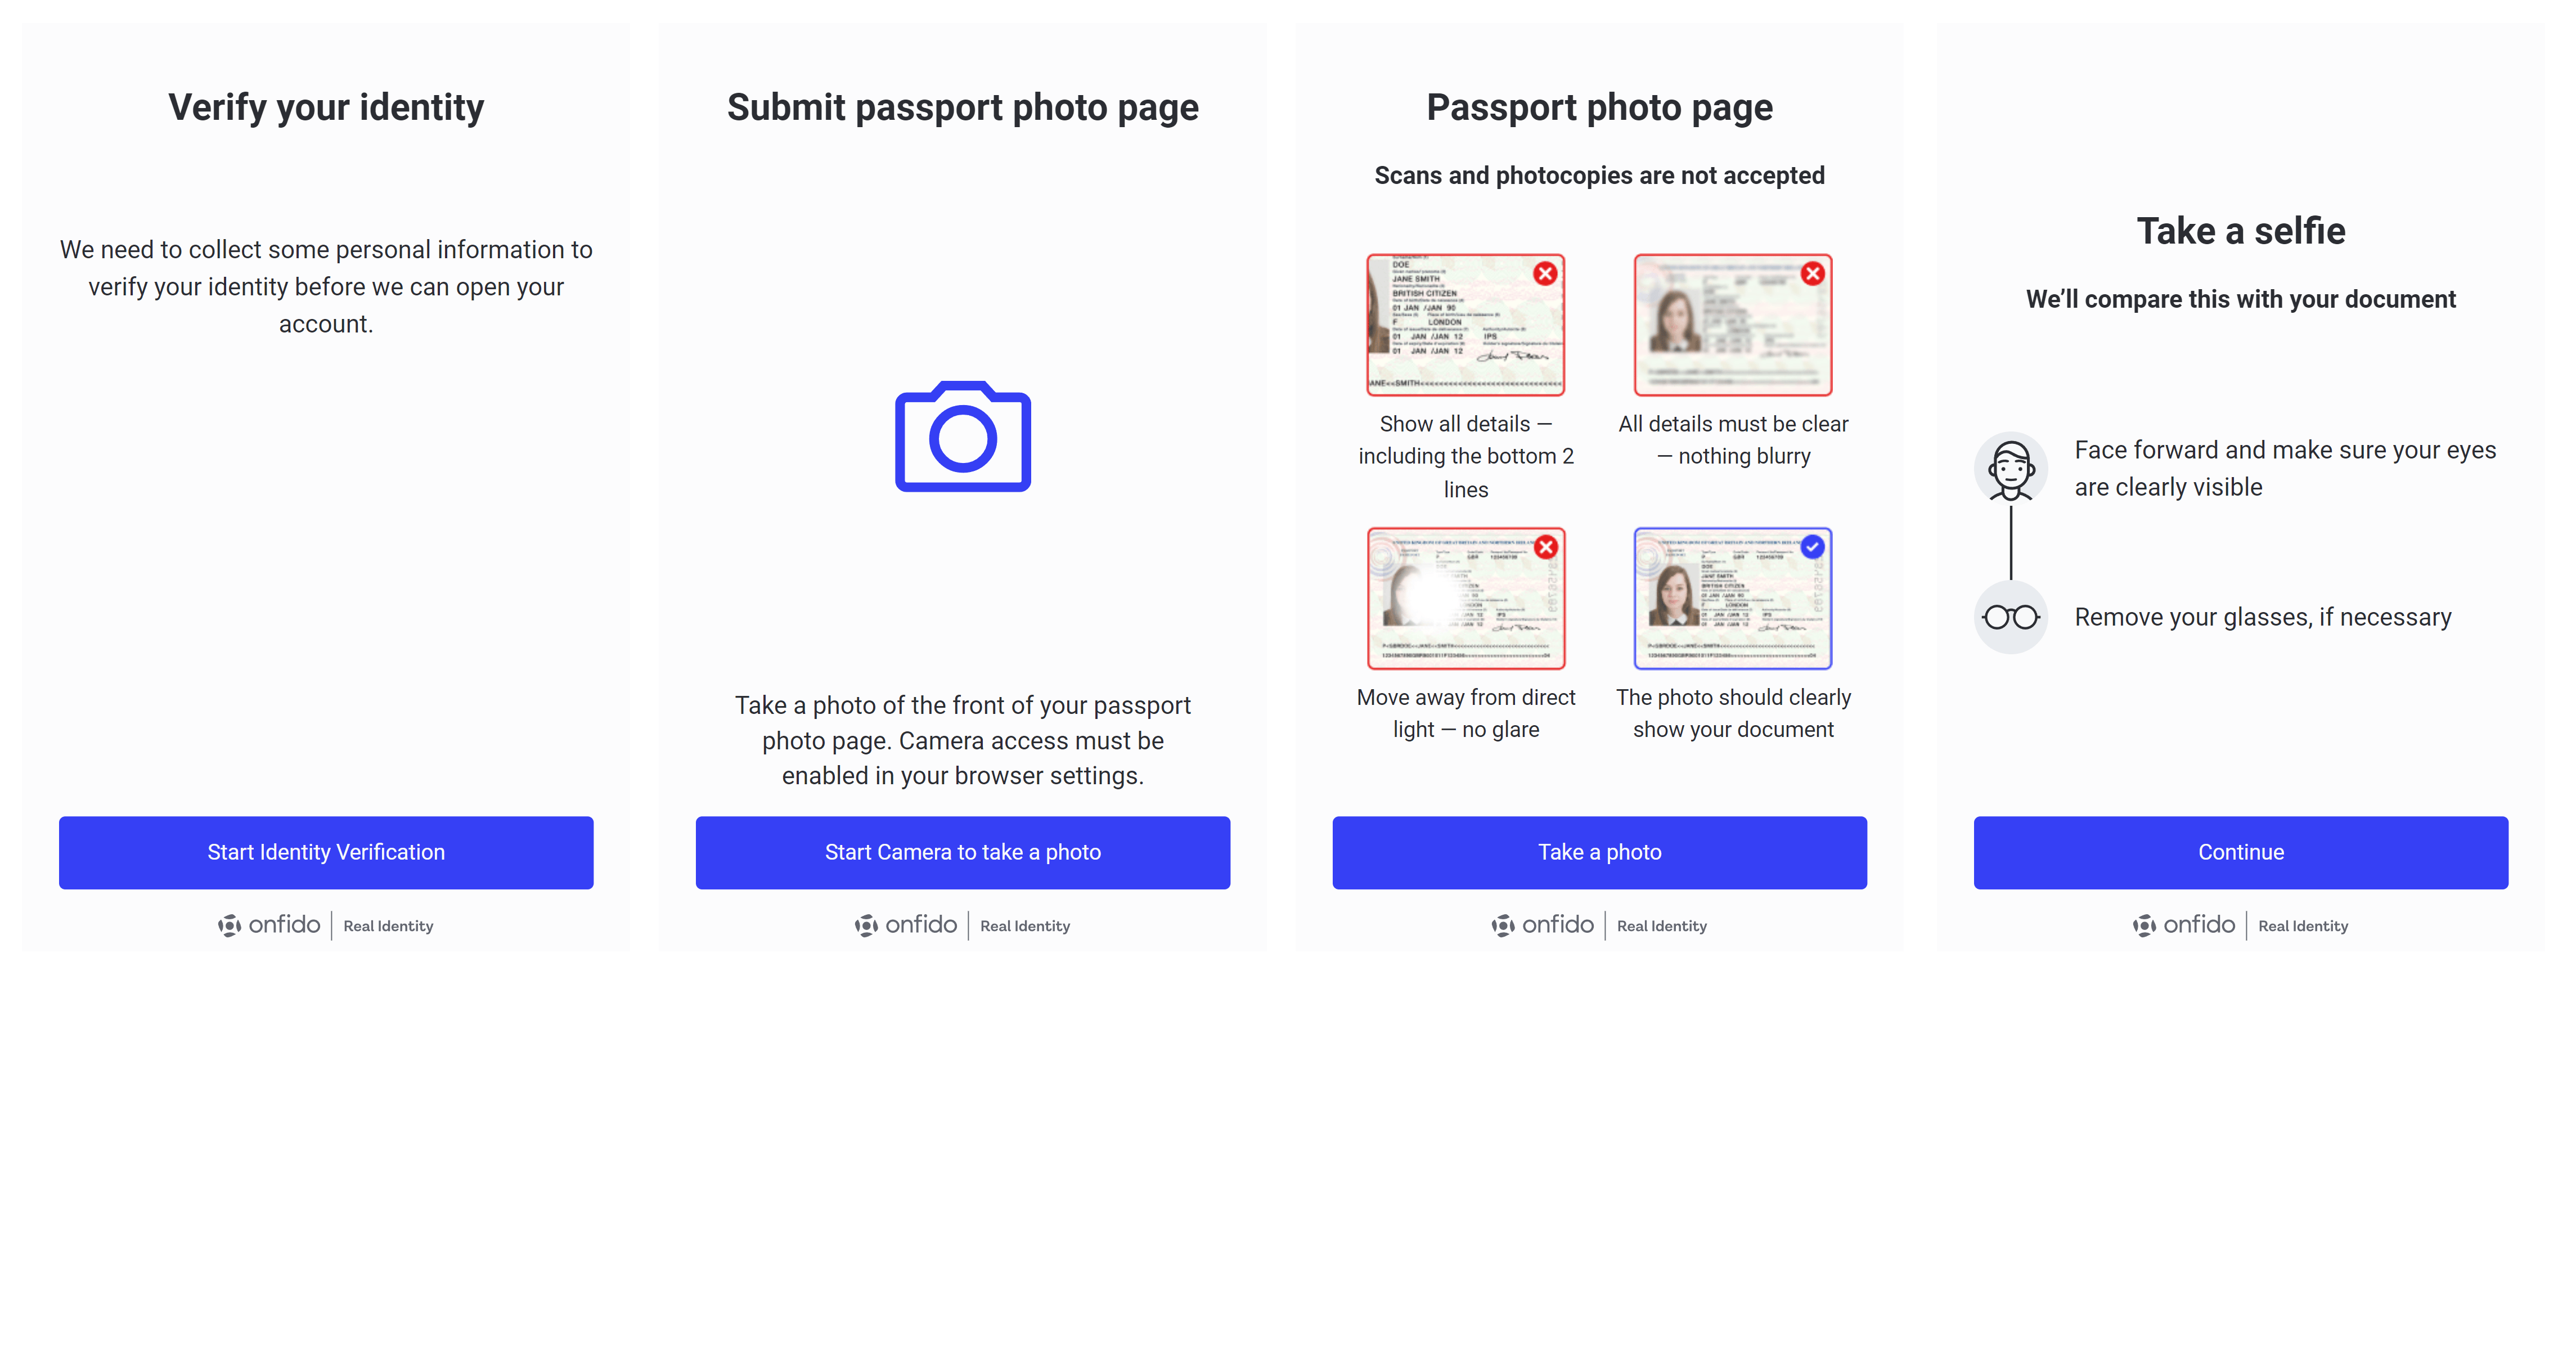 Verify your identity
We need to collect some personal information to
verify your identity before we can open your
account.
Start Identity Verification
onfido | Real Identity
Submit passport photo page
Take a photo of the front of your passport
photo page. Camera access must be
enabled in your browser settings.
Start Camera to take a photo
onfido | Real Identity
Passport photo page
Scans and photocopies are not accepted
DOE
JANE SMITH
BRITISH CITIZEN
01 JAN /JAN 90
F LONDON
01 JAN /JAN 12 IPS
01 JAN /JAN 12
ANE<<SMITH<<<<<<<<<<<<<<<<<<<<<<<<<<<<
Show all details —
including the bottom 2
lines
All details must be clear
— nothing blurry
Move away from direct
light — no glare
JANE SMITH
BRITISH CITIZEN
LONDON
The photo should clearly
show your document
Take a photo
onfido | Real Identity
Take a selfie
We’ll compare this with your document
Face forward and make sure your eyes
are clearly visible
Remove your glasses, if necessary
Continue
onfido | Real Identity